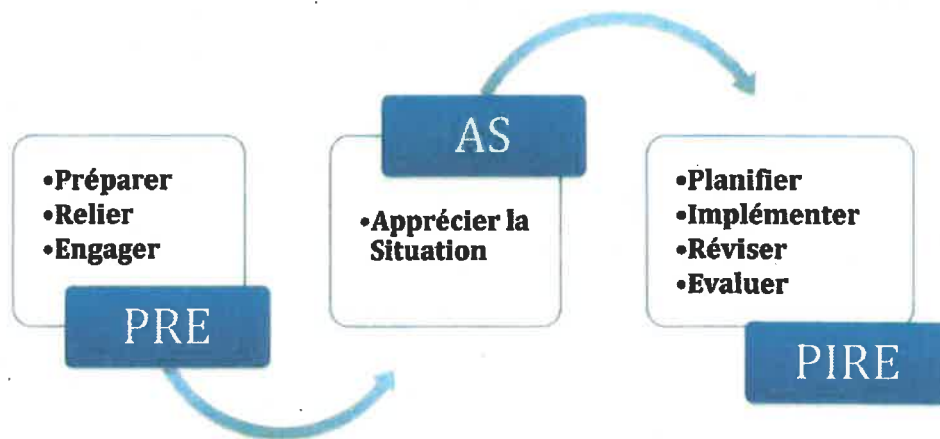 •Préparer
•Relier
•Engager
PRE
AS
•Apprécier la
Situation
•Planifier
•Implémenter
•Réviser
•Evaluer
PIRE